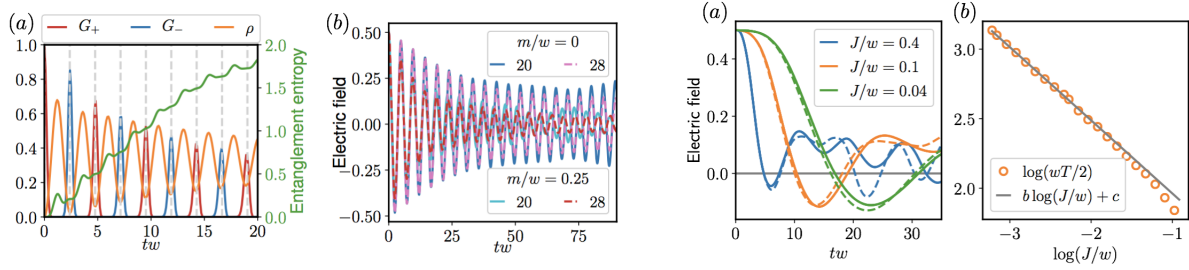 (a)
G₊ G₋ ρ
1.0
0.8
0.6
0.4
0.2
0.0
0 5 10 15 20
tw
2.0
1.5
1.0
0.5
0.0
Entanglement entropy
(b)
Electric field
0.50
0.25
0.00
−0.25
−0.50
m/w = 0
20 28
m/w = 0.25
20 28
0 25 50 75
tw
(a)
Electric field
0.4
0.2
0.0
J/w = 0.4
J/w = 0.1
J/w = 0.04
0 10 20 30
tw
(b)
3.0
2.5
2.0
log(wT/2)
b log(J/w) + c
−3 −2 −1
log(J/w)